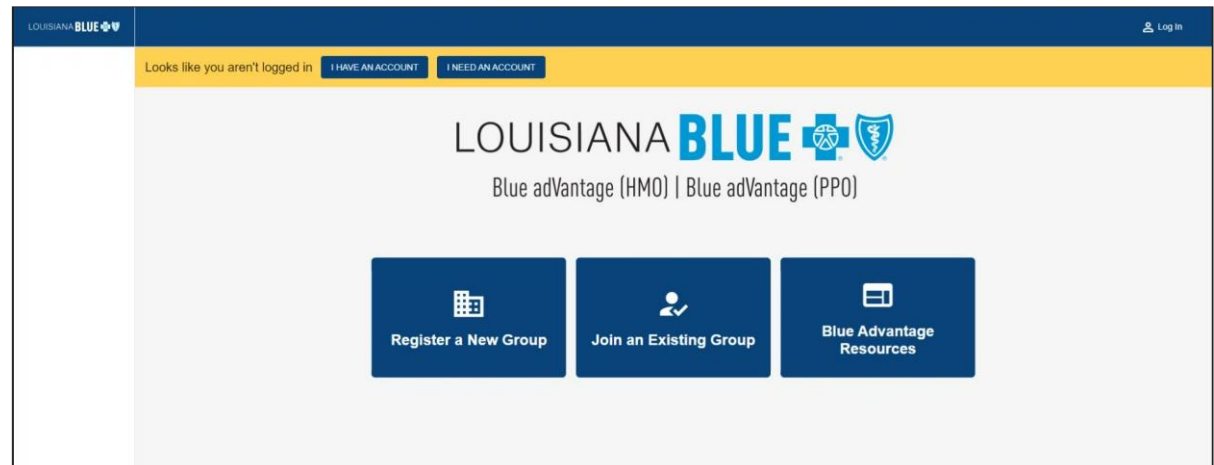 LOUISIANA BLUE
Log In
Looks like you aren't logged in
I HAVE AN ACCOUNT
I NEED AN ACCOUNT
LOUISIANA BLUE
Blue adVantage (HMO) | Blue adVantage (PPO)
Register a New Group
Join an Existing Group
Blue Advantage
Resources